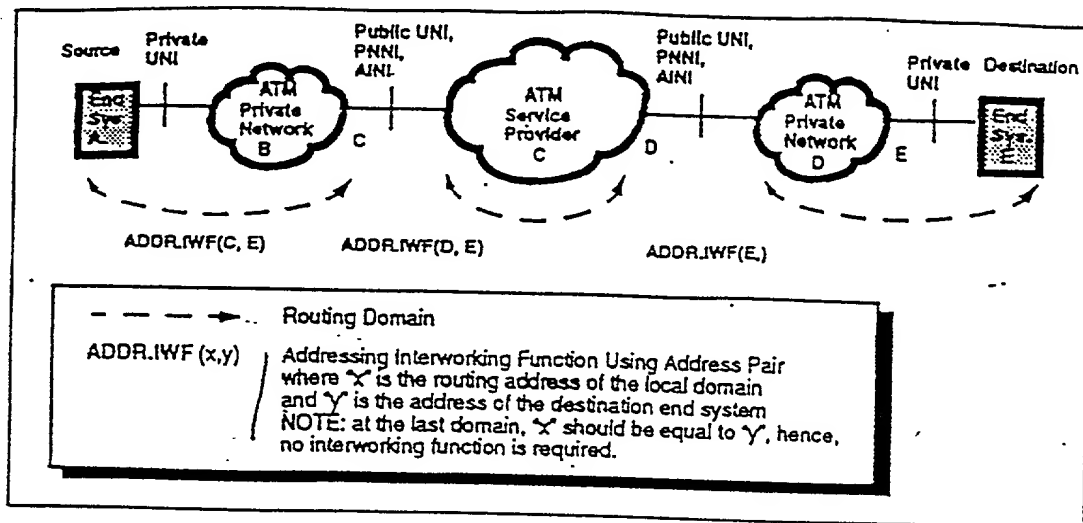 Source
Private
UNI
Public UNI,
PNNI,
AINI
Public UNI,
PNNI,
AINI
Private
UNI
Destination
End
Sys.
A
ATM
Private
Network
B
C
ATM
Service
Provider
C
D
ATM
Private
Network
D
E
End
Sys.
E
ADDR.IWF(C, E)
ADDR.IWF(D, E)
ADDR.IWF(E,)
Routing Domain
ADDR.IWF (x,y)
Addressing Interworking Function Using Address Pair
where "X" is the routing address of the local domain
and "Y" is the address of the destination end system
NOTE: at the last domain, "X" should be equal to "Y", hence,
no interworking function is required.